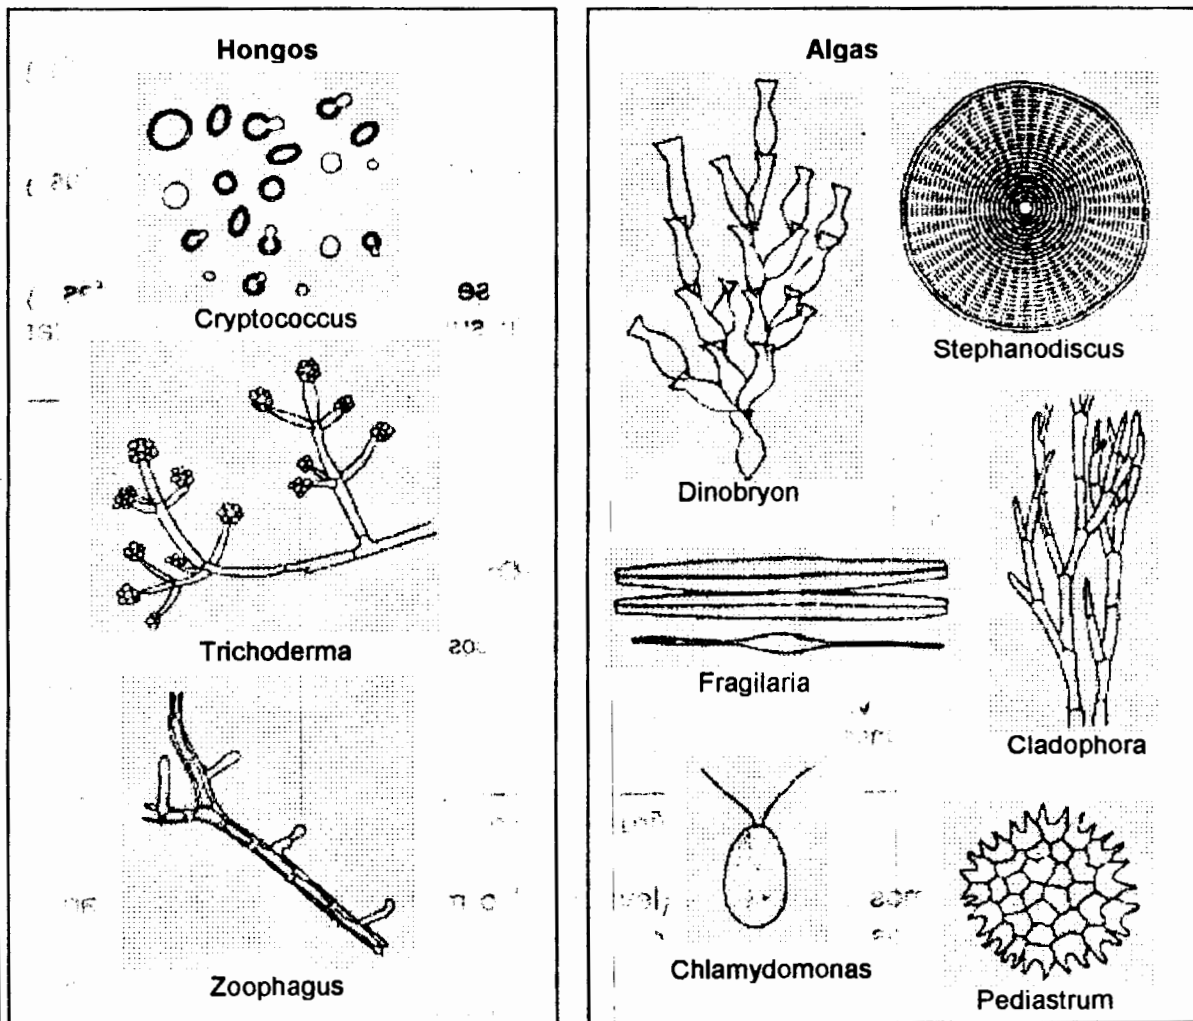 Hongos
Cryptococcus
Trichoderma
Zoophagus
Algas
Stephanodiscus
Dinobryon
Fragilaria
Cladophora
Chlamydomonas
Pediastrum